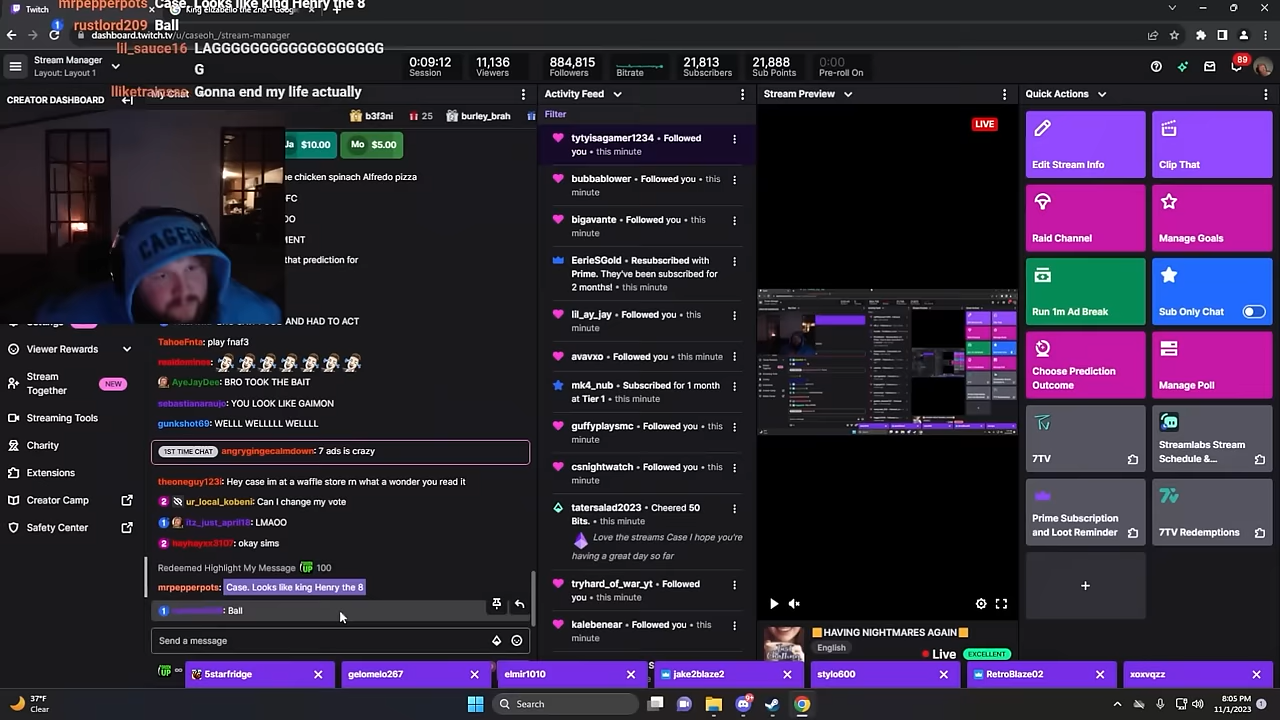 mrpepperpots Case. Looks like king Henry the 8
rustlord209 Ball
lil_sauce16 LAGGGGGGGGGGGGGGGGGG
G
Gonna end my life actually
Twitch
King Elizabello the 2nd - Goog
dashboard.twitch.tv/u/caseoh_/stream-manager
Stream Manager
Layout: Layout 1
0:09:12
Session
11,136
Viewers
884,815
Followers
Bitrate
21,813
Subscribers
21,888
Sub Points
0:00
Pre-roll On
89
CREATOR DASHBOARD
My Chat
b3f3ni
25
burley_brah
$10.00
Mo $5.00
chicken spinach Alfredo pizza
that prediction for
AND HAD TO ACT
TahoeFnta: play fnaf3
AyeJayDee: BRO TOOK THE BAIT
sebastianaraujo: YOU LOOK LIKE GAIMON
gunkshot69: WELLL WELLLLL WELLLL
1ST TIME CHAT angrygingecalmdown: 7 ads is crazy
theoneguy123i: Hey case im at a waffle store rn what a wonder you read it
2 ur_local_kobeni: Can I change my vote
1 itz_just_april18: LMAOO
2 hayhayxx3107: okay sims
Redeemed Highlight My Message 100
mrpepperpots: Case. Looks like king Henry the 8
1 : Ball
Send a message
Viewer Rewards
Stream
Together
NEW
Streaming Tools
Charity
Extensions
Creator Camp
Safety Center
CASEOH
Activity Feed
Filter
tytyisagamer1234 • Followed
you • this minute
bubbablower • Followed you • this
minute
bigavante • Followed you • this
minute
EerieSGold • Resubscribed with
Prime. They've been subscribed for
2 months! • this minute
lil_ey_jay • Followed you • this
minute
avavxo • Followed you • this minute
mk4_nub • Subscribed for 1 month
at Tier 1 • this minute
guffyplaysmc • Followed you • this
minute
csnightwatch • Followed you • this
minute
tatersalad2023 • Cheered 50
Bits. • this minute
Love the streams Case I hope you're
having a great day so far
tryhard_of_war_yt • Followed
you • this minute
kalebenear • Followed you • this
minute
Stream Preview
LIVE
HAVING NIGHTMARES AGAIN
English
Live
EXCELLENT
Quick Actions
Edit Stream Info
Clip That
Raid Channel
Manage Goals
Run 1m Ad Break
Sub Only Chat
Choose Prediction
Outcome
Manage Poll
7TV
Streamlabs Stream
Schedule &...
Prime Subscription
and Loot Reminder
7TV Redemptions
5starfridge
gelomelo267
elmir1010
jake2blaze2
stylo600
RetroBlaze02
xoxvqzz
37°F
Clear
Search
8:05 PM
11/1/2023